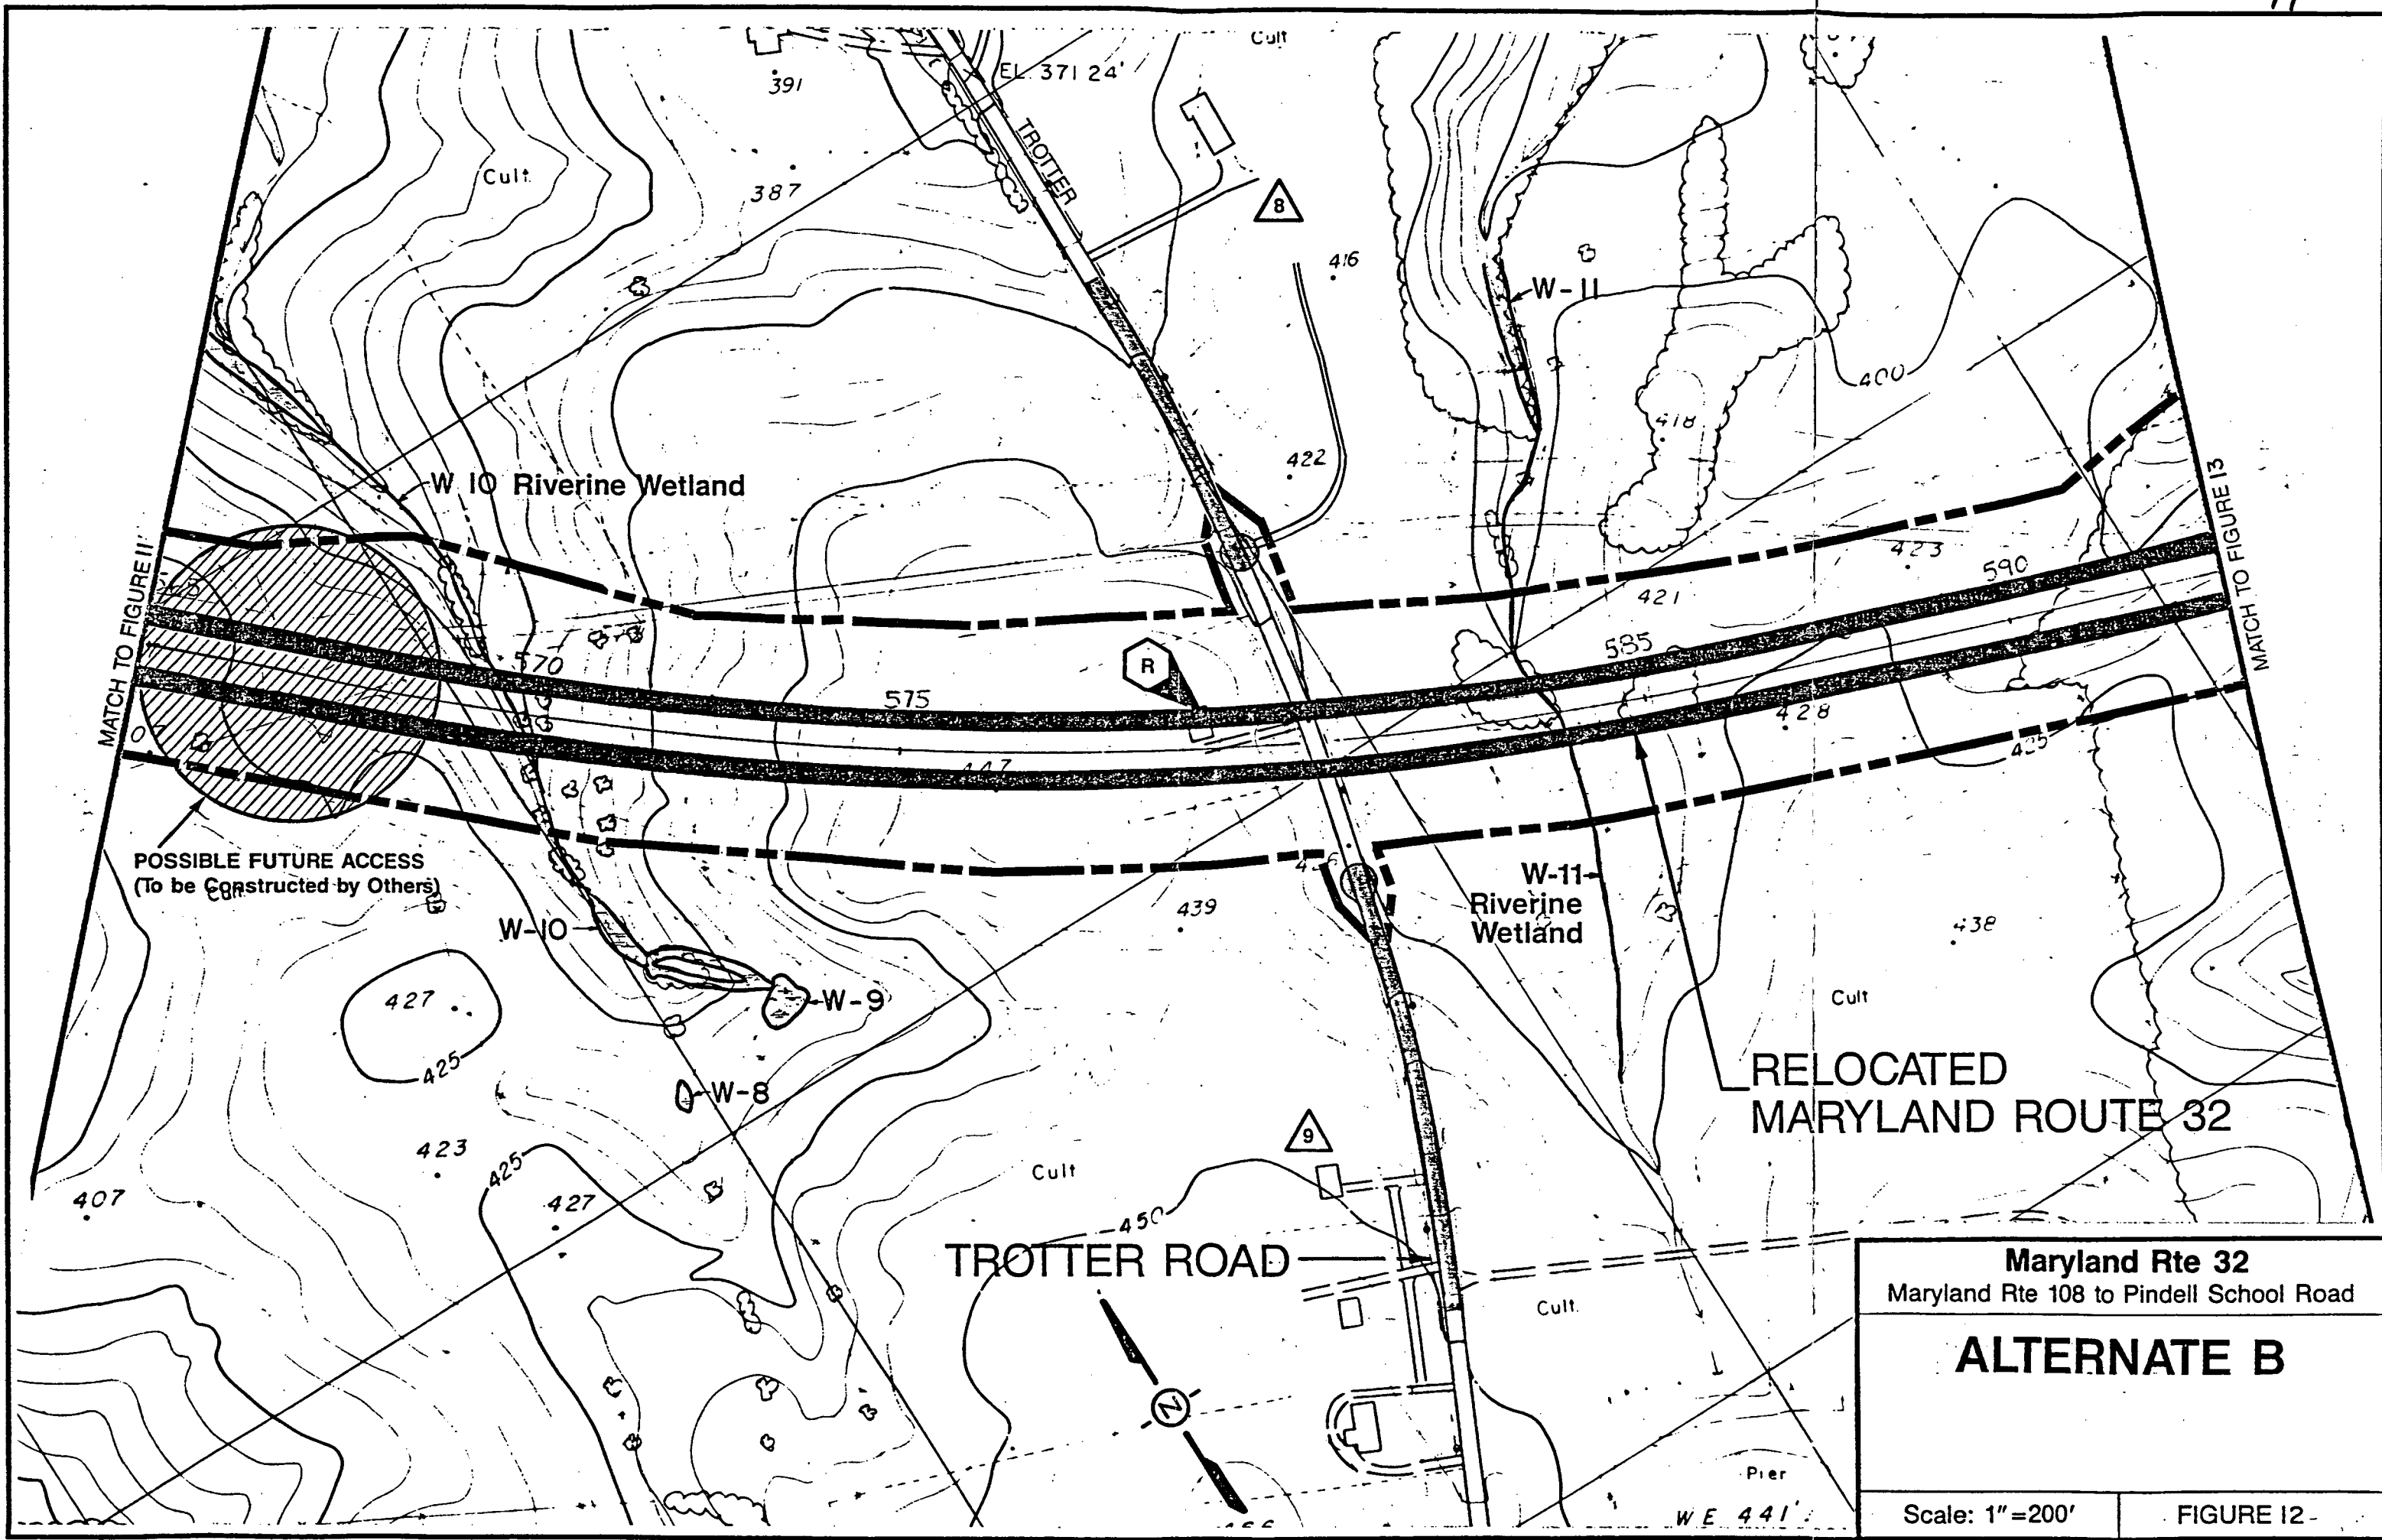 Cult
EL. 371 24'
391
TROTTER
Cult.
387
8
416
W-11
400
418
422
W 10 Riverine Wetland
MATCH TO FIGURE 11
MATCH TO FIGURE 13
423
590
421
585
R
570
575
428
425
447
POSSIBLE FUTURE ACCESS
(To be Constructed by Others)
Cult
W-11
Riverine
Wetland
439
W-10
438
427
W-9
Cult
425
W-8
RELOCATED
MARYLAND ROUTE 32
9
423
425
Cult
407
427
450
TROTTER ROAD
Cult.
N
Pier
W E 441'
Maryland Rte 32
Maryland Rte 108 to Pindell School Road
ALTERNATE B
Scale: 1"=200'
FIGURE 12